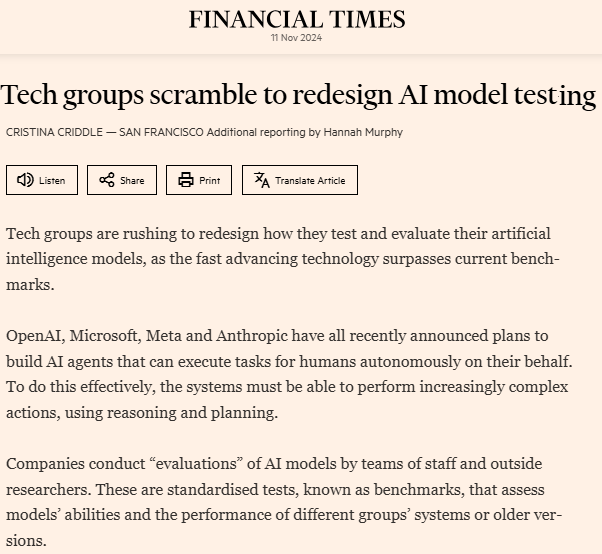 FINANCIAL TIMES
11 Nov 2024
Tech groups scramble to redesign AI model testing
CRISTINA CRIDDLE — SAN FRANCISCO Additional reporting by Hannah Murphy
Listen
Share
Print
Translate Article
Tech groups are rushing to redesign how they test and evaluate their artificial
intelligence models, as the fast advancing technology surpasses current bench-
marks.
OpenAI, Microsoft, Meta and Anthropic have all recently announced plans to
build AI agents that can execute tasks for humans autonomously on their behalf.
To do this effectively, the systems must be able to perform increasingly complex
actions, using reasoning and planning.
Companies conduct “evaluations” of AI models by teams of staff and outside
researchers. These are standardised tests, known as benchmarks, that assess
models’ abilities and the performance of different groups’ systems or older ver-
sions.